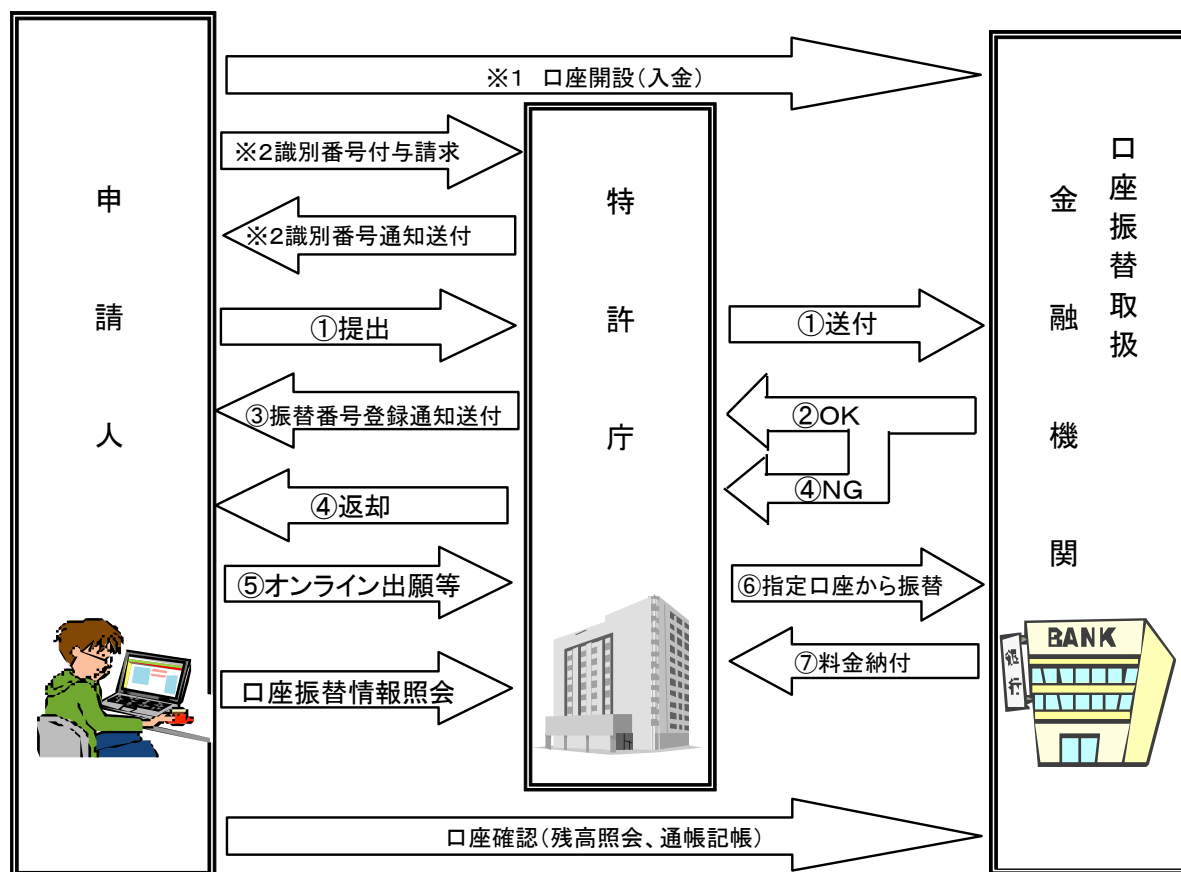 ※1 口座開設(入金)
申請人
※2識別番号付与請求
※2識別番号通知送付
①提出
③振替番号登録通知送付
④返却
⑤オンライン出願等
口座振替情報照会
特許庁
①送付
②OK
④NG
⑥指定口座から振替
⑦料金納付
口座振替取扱
金融機関
BANK
銀行
口座確認(残高照会、通帳記帳)